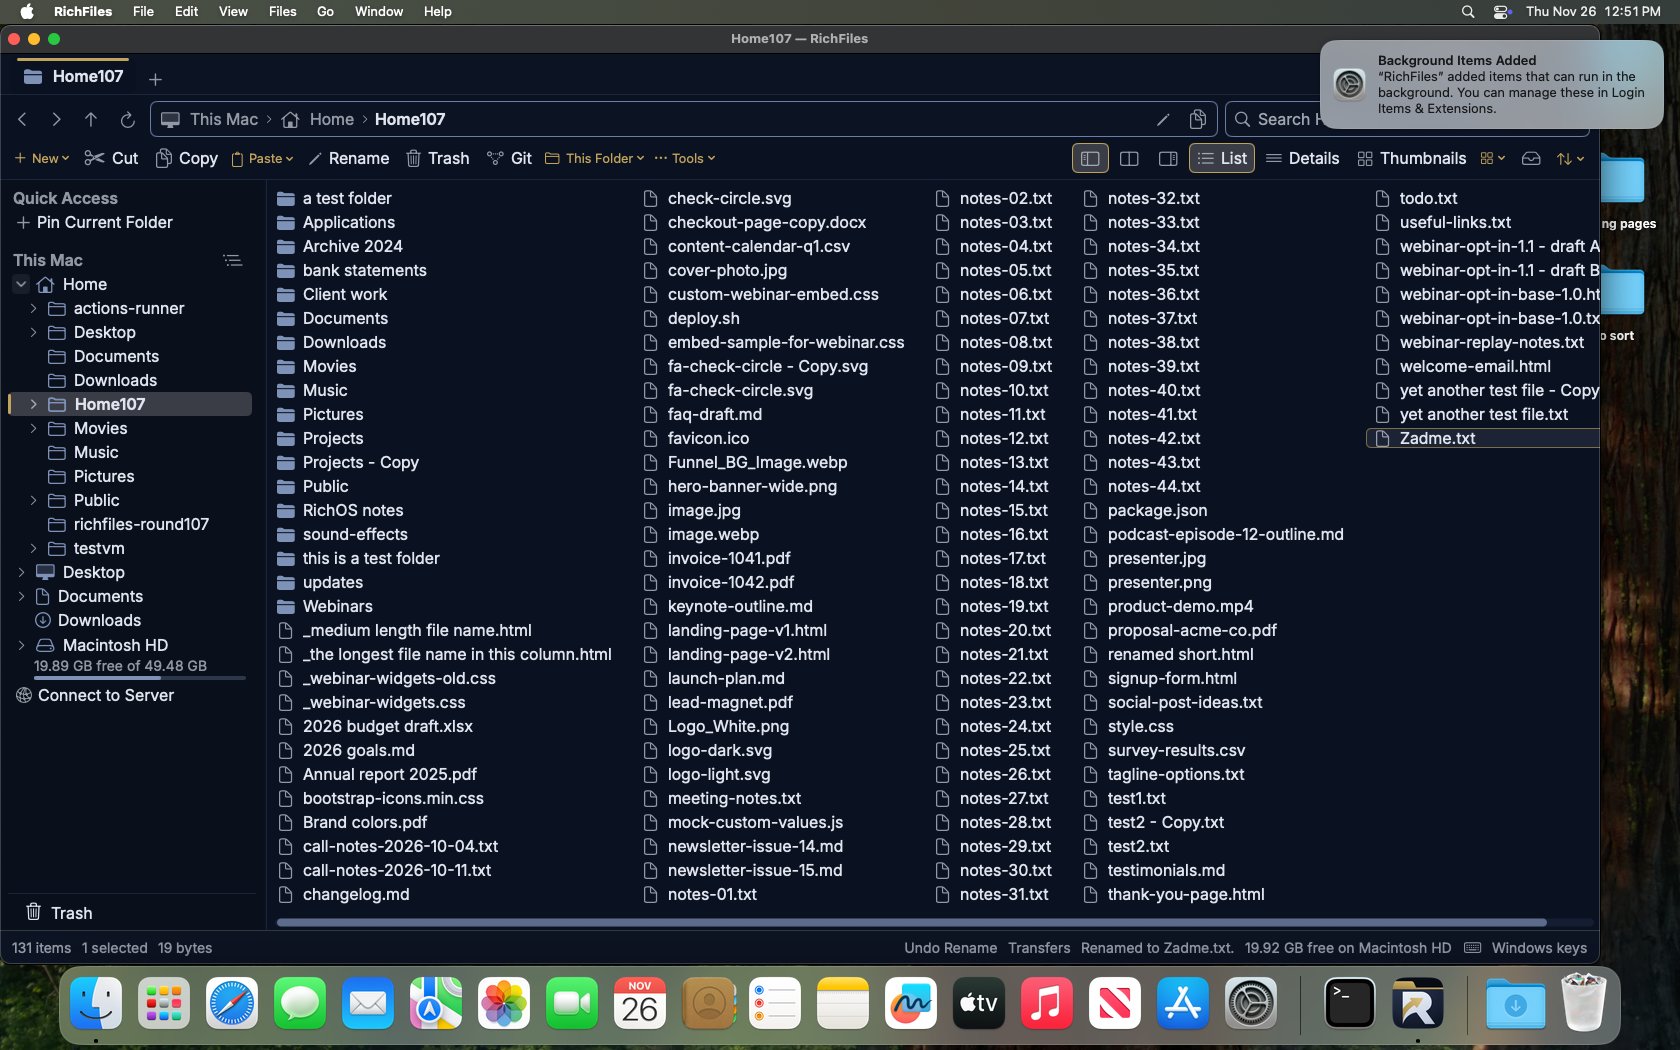 RichFiles File Edit View Files Go Window Help
Thu Nov 26 12:51 PM
Home107 — RichFiles
Background Items Added
“RichFiles” added items that can run in the
background. You can manage these in Login
Items & Extensions.
Home107
This Mac > Home > Home107
Search
New Cut Copy Paste Rename Trash Git This Folder Tools
List Details Thumbnails
Quick Access
Pin Current Folder
This Mac
Home
actions-runner
Desktop
Documents
Downloads
Home107
Movies
Music
Pictures
Public
richfiles-round107
testvm
Desktop
Documents
Downloads
Macintosh HD
19.89 GB free of 49.48 GB
Connect to Server
Trash
a test folder
Applications
Archive 2024
bank statements
Client work
Documents
Downloads
Movies
Music
Pictures
Projects
Projects - Copy
Public
RichOS notes
sound-effects
this is a test folder
updates
Webinars
_medium length file name.html
_the longest file name in this column.html
_webinar-widgets-old.css
_webinar-widgets.css
2026 budget draft.xlsx
2026 goals.md
Annual report 2025.pdf
bootstrap-icons.min.css
Brand colors.pdf
call-notes-2026-10-04.txt
call-notes-2026-10-11.txt
changelog.md
check-circle.svg
checkout-page-copy.docx
content-calendar-q1.csv
cover-photo.jpg
custom-webinar-embed.css
deploy.sh
embed-sample-for-webinar.css
fa-check-circle - Copy.svg
fa-check-circle.svg
faq-draft.md
favicon.ico
Funnel_BG_Image.webp
hero-banner-wide.png
image.jpg
image.webp
invoice-1041.pdf
invoice-1042.pdf
keynote-outline.md
landing-page-v1.html
landing-page-v2.html
launch-plan.md
lead-magnet.pdf
Logo_White.png
logo-dark.svg
logo-light.svg
meeting-notes.txt
mock-custom-values.js
newsletter-issue-14.md
newsletter-issue-15.md
notes-01.txt
notes-02.txt
notes-03.txt
notes-04.txt
notes-05.txt
notes-06.txt
notes-07.txt
notes-08.txt
notes-09.txt
notes-10.txt
notes-11.txt
notes-12.txt
notes-13.txt
notes-14.txt
notes-15.txt
notes-16.txt
notes-17.txt
notes-18.txt
notes-19.txt
notes-20.txt
notes-21.txt
notes-22.txt
notes-23.txt
notes-24.txt
notes-25.txt
notes-26.txt
notes-27.txt
notes-28.txt
notes-29.txt
notes-30.txt
notes-31.txt
notes-32.txt
notes-33.txt
notes-34.txt
notes-35.txt
notes-36.txt
notes-37.txt
notes-38.txt
notes-39.txt
notes-40.txt
notes-41.txt
notes-42.txt
notes-43.txt
notes-44.txt
package.json
podcast-episode-12-outline.md
presenter.jpg
presenter.png
product-demo.mp4
proposal-acme-co.pdf
renamed short.html
signup-form.html
social-post-ideas.txt
style.css
survey-results.csv
tagline-options.txt
test1.txt
test2 - Copy.txt
test2.txt
testimonials.md
thank-you-page.html
todo.txt
useful-links.txt
webinar-opt-in-1.1 - draft A
webinar-opt-in-1.1 - draft B
webinar-opt-in-base-1.0.ht
webinar-opt-in-base-1.0.tx
webinar-replay-notes.txt
welcome-email.html
yet another test file - Copy
yet another test file.txt
Zadme.txt
ng pages
o sort
131 items 1 selected 19 bytes
Undo Rename Transfers Renamed to Zadme.txt. 19.92 GB free on Macintosh HD Windows keys
NOV
26
tv